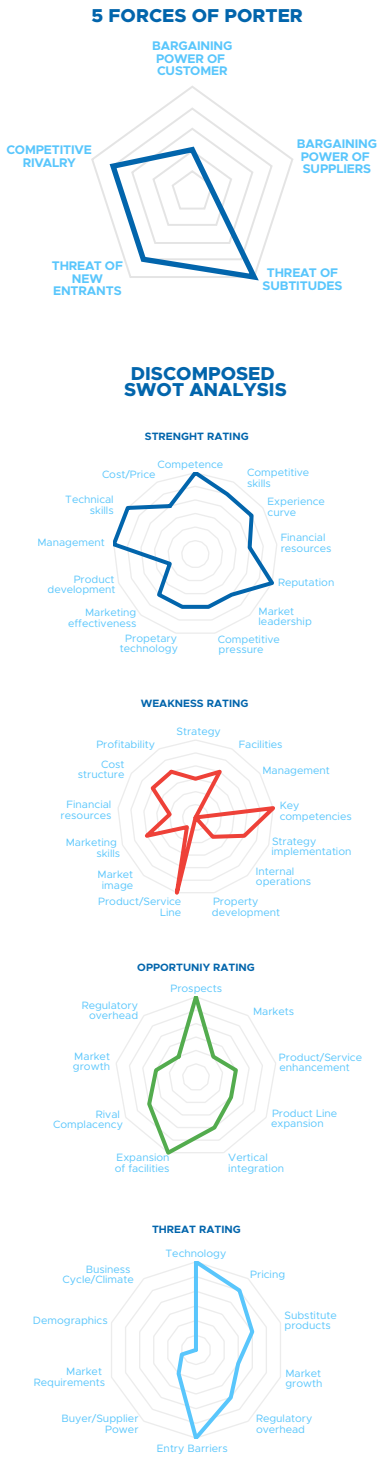 5 FORCES OF PORTER
BARGAINING
POWER OF
CUSTOMER
COMPETITIVE
RIVALRY
BARGAINING
POWER OF
SUPPLIERS
THREAT OF
NEW
ENTRANTS
THREAT OF
SUBTITUDES
DISCOMPOSED
SWOT ANALYSIS
STRENGHT RATING
Competence
Cost/Price
Competitive
skills
Technical
skills
Experience
curve
Management
Financial
resources
Product
development
Reputation
Marketing
effectiveness
Market
leadership
Propetary
technology
Competitive
pressure
WEAKNESS RATING
Strategy
Profitability
Facilities
Cost
structure
Management
Financial
resources
Key
competencies
Marketing
skills
Strategy
implementation
Market
image
Internal
operations
Product/Service
Line
Property
development
OPPORTUNIY RATING
Prospects
Regulatory
overhead
Markets
Market
growth
Product/Service
enhancement
Rival
Complacency
Product Line
expansion
Expansion
of facilities
Vertical
integration
THREAT RATING
Technology
Business
Cycle/Climate
Pricing
Demographics
Substitute
products
Market
Requirements
Market
growth
Buyer/Supplier
Power
Regulatory
overhead
Entry Barriers